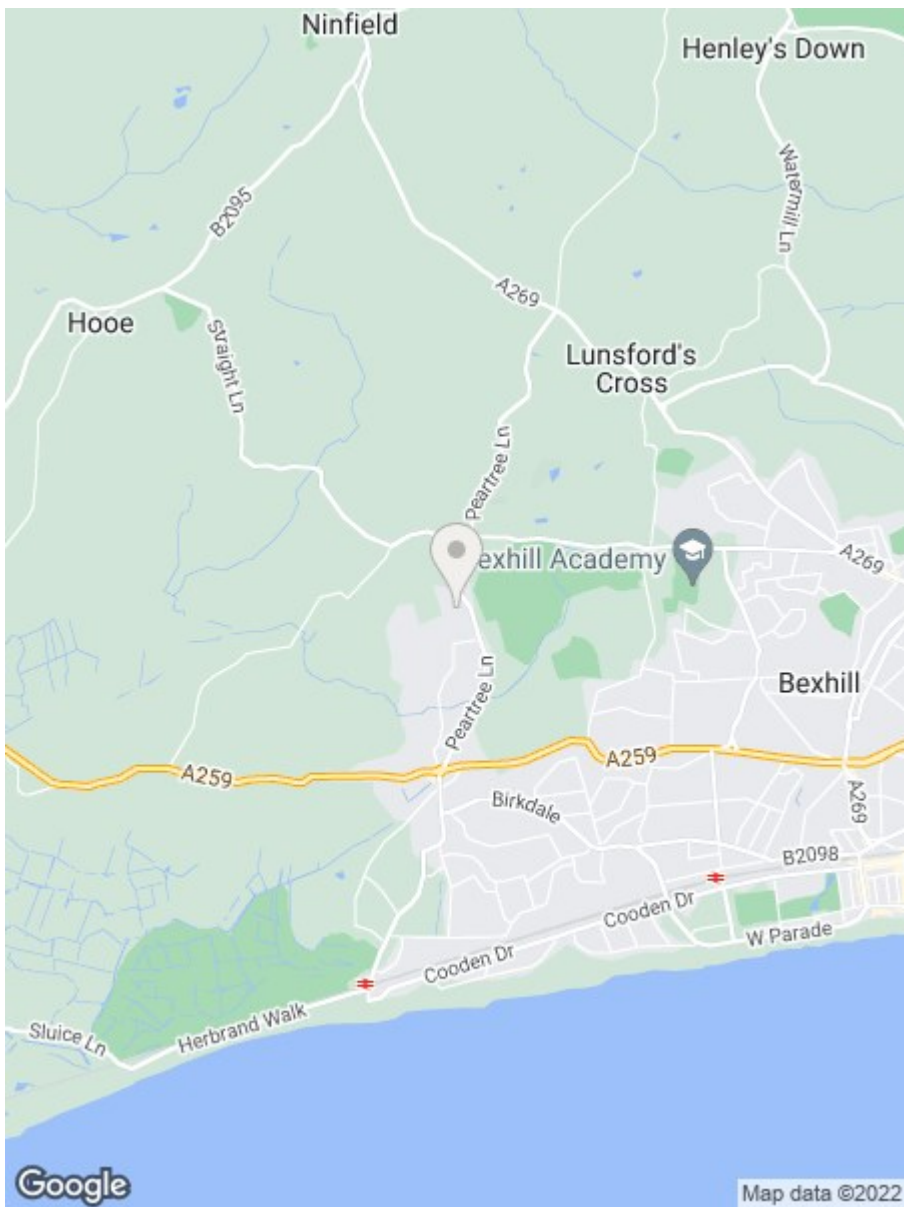 Ninfield
Henley's Down
Watermill Ln
B2095
A269
Hooe
Straight Ln
Lunsford's
Cross
Peartree Ln
exhill Academy
A269
Peartree Ln
Bexhill
A259
A259
Birkdale
A269
B2098
Cooden Dr
W Parade
Cooden Dr
Herbrand Walk
Sluice Ln
Google
Map data ©2022